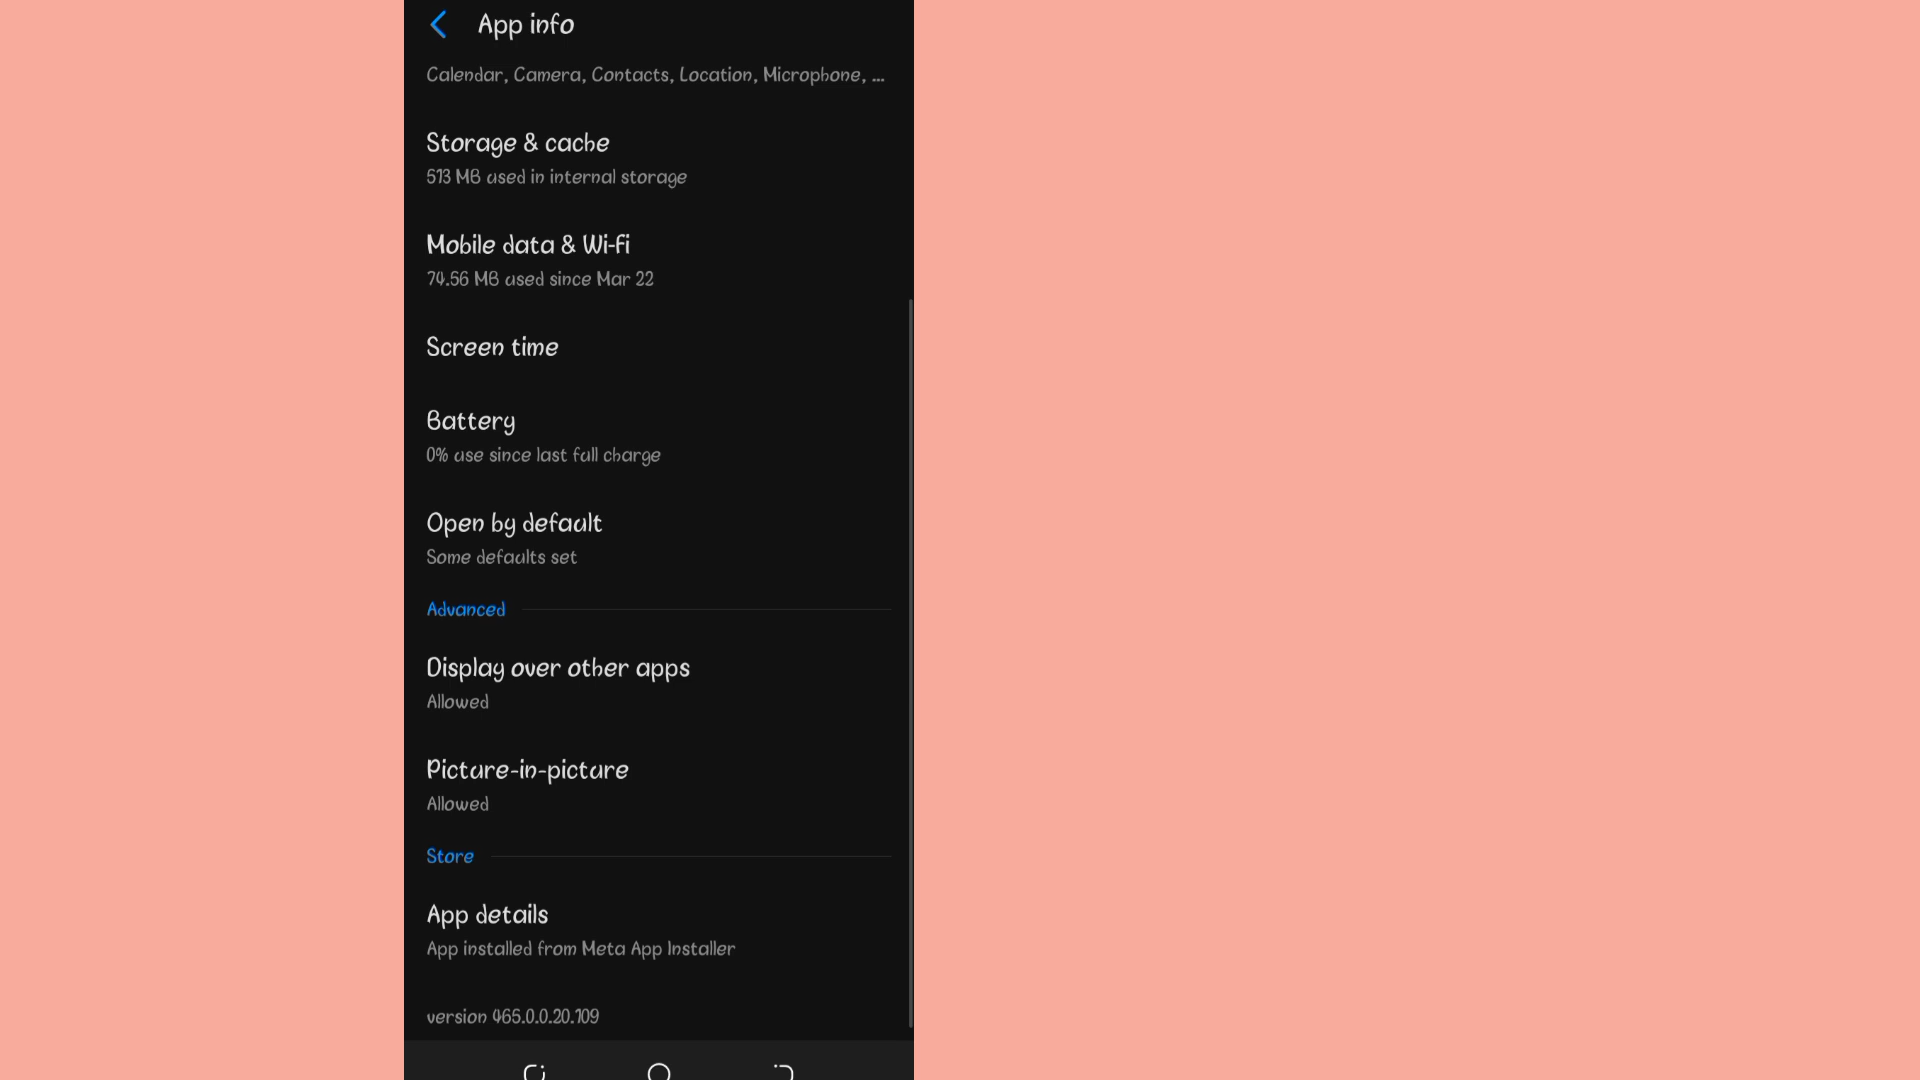 App info
Calendar, Camera, Contacts, Location, Microphone, ...
Storage & cache
513 MB used in internal storage
Mobile data & Wi-Fi
74.56 MB used since Mar 22
Screen time
Battery
0% use since last full charge
Open by default
Some defaults set
Advanced
Display over other apps
Allowed
Picture-in-picture
Allowed
Store
App details
App installed from Meta App Installer
version 465.0.0.20.109